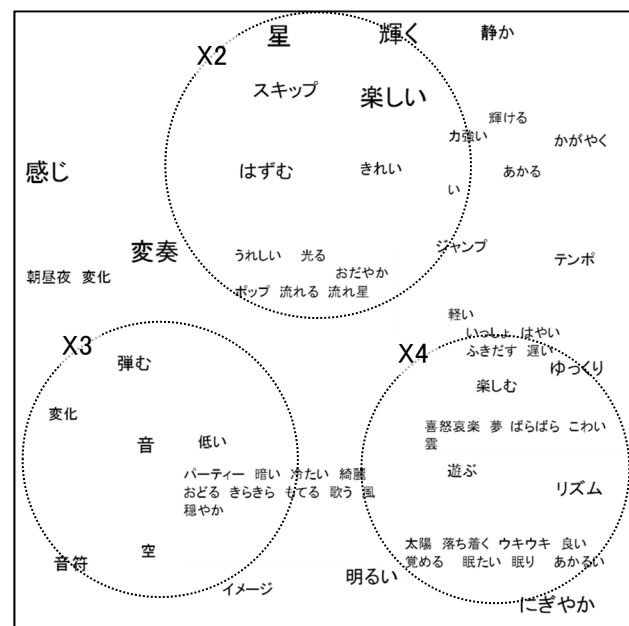 星 輝く 静か
X2
スキップ 楽しい
輝ける
力強い かがやく
感じ はずむ きれい あかる
い
変奏 うれしい 光る ジャンプ テンポ
朝昼夜 変化 おだやか
ポップ 流れる 流れ星
軽い
いっしょ はやい
X3 X4 ふきだす 遅い
弾む ゆっくり
楽しむ
変化
喜怒哀楽 夢 ばらばら こわい
音 低い 雲
パーティー 暗い 冷たい 綺麗 遊ぶ
おどる きらきら もてる 歌う 風 リズム
穏やか
空 太陽 落ち着く ウキウキ 良い
音符 覚める 眠たい 眠り あかるい
イメージ 明るい
にぎやか